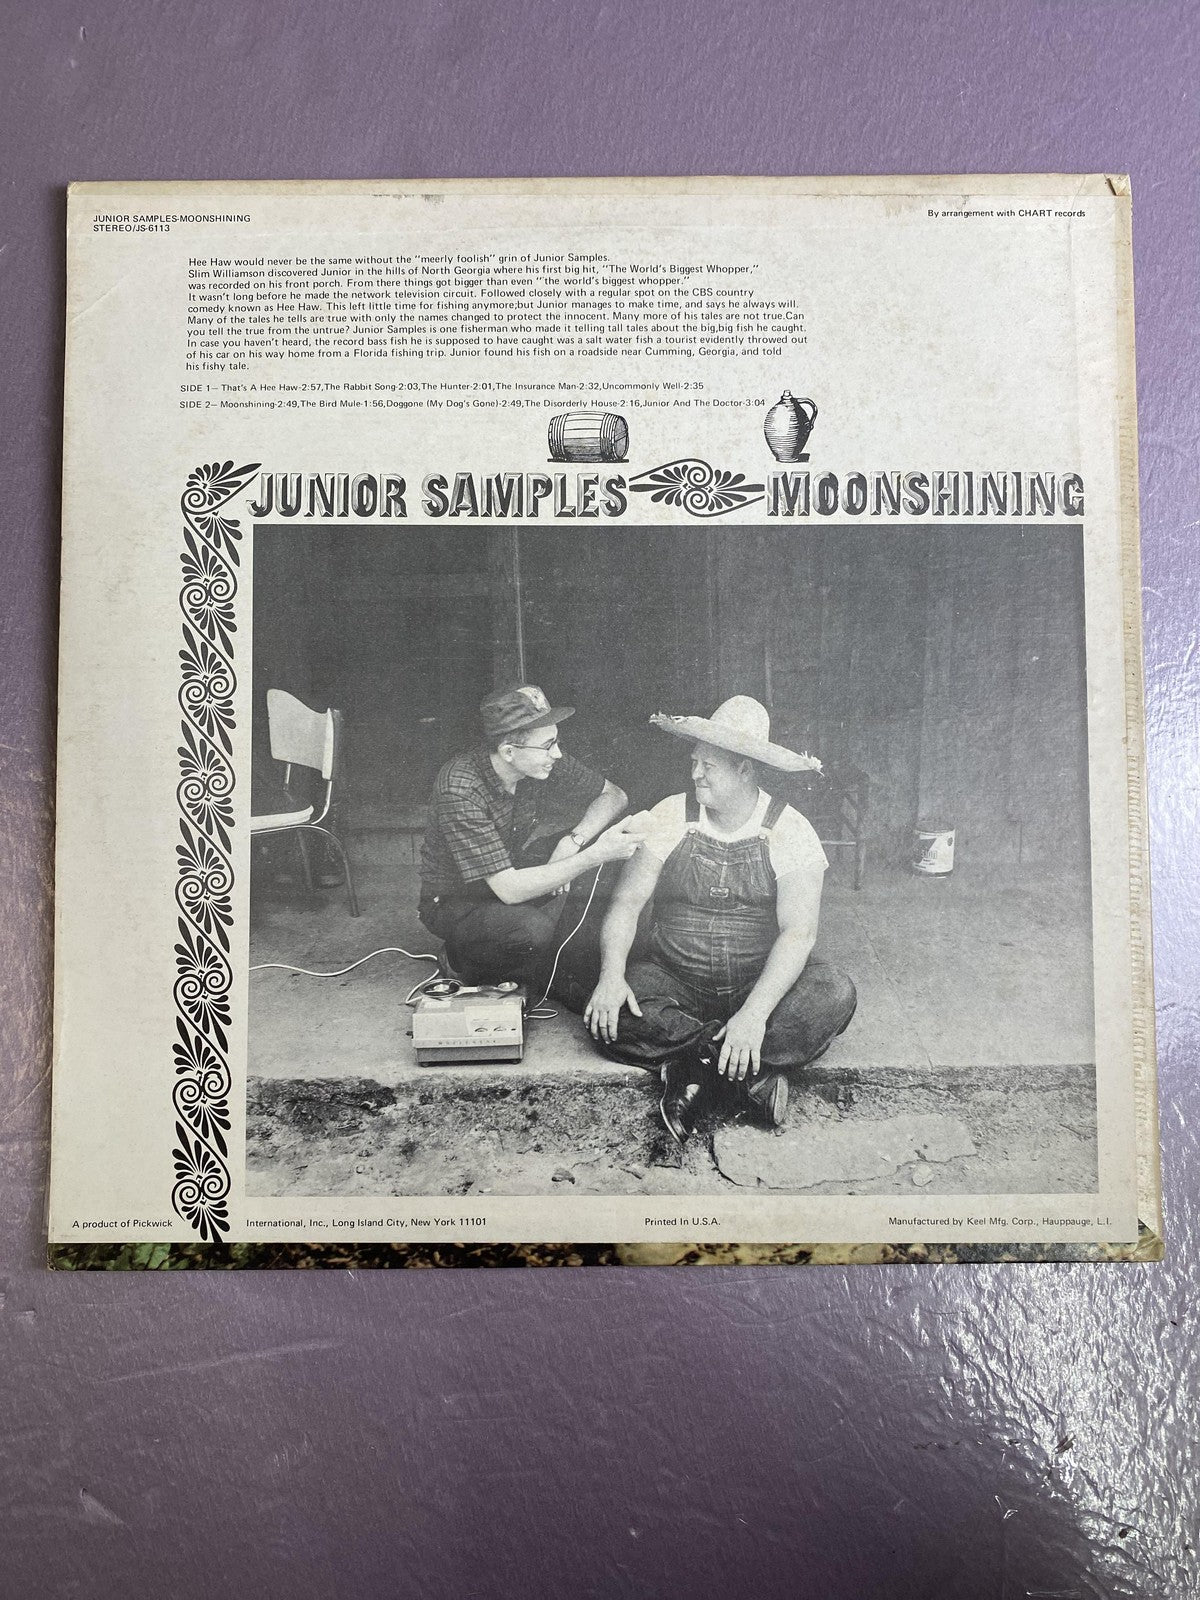 JUNIOR SAMPLES-MOONSHINING
STEREO/JS-6113
By arrangement with CHART records
Hee Haw would never be the same without the "meerly foolish" grin of Junior Samples.
Slim Williamson discovered Junior in the hills of North Georgia where his first big hit, "The World's Biggest Whopper,"
was recorded on his front porch. From there things got bigger than even "the world's biggest whopper."
It wasn't long before he made the network television circuit. Followed closely with a regular spot on the CBS country
comedy known as Hee Haw. This left little time for fishing anymore;but Junior manages to make time, and says he always will.
Many of the tales he tells are true with only the names changed to protect the innocent. Many more of his tales are not true.Can
you tell the true from the untrue? Junior Samples is one fisherman who made it telling tall tales about the big,big fish he caught.
In case you haven't heard, the record bass fish he is supposed to have caught was a salt water fish a tourist evidently throwed out
of his car on his way home from a Florida fishing trip. Junior found his fish on a roadside near Cumming, Georgia, and told
his fishy tale.
SIDE 1— That's A Hee Haw-2:57,The Rabbit Song-2:03,The Hunter-2:01,The Insurance Man-2:32,Uncommonly Well-2:35
SIDE 2— Moonshining-2:49,The Bird Mule-1:56,Doggone (My Dog's Gone)-2:49,The Disorderly House-2:16,Junior And The Doctor-3:04
JUNIOR SAMPLES MOONSHINING
A product of Pickwick International, Inc., Long Island City, New York 11101
Printed In U.S.A.
Manufactured by Keel Mfg. Corp., Hauppauge, L.I.